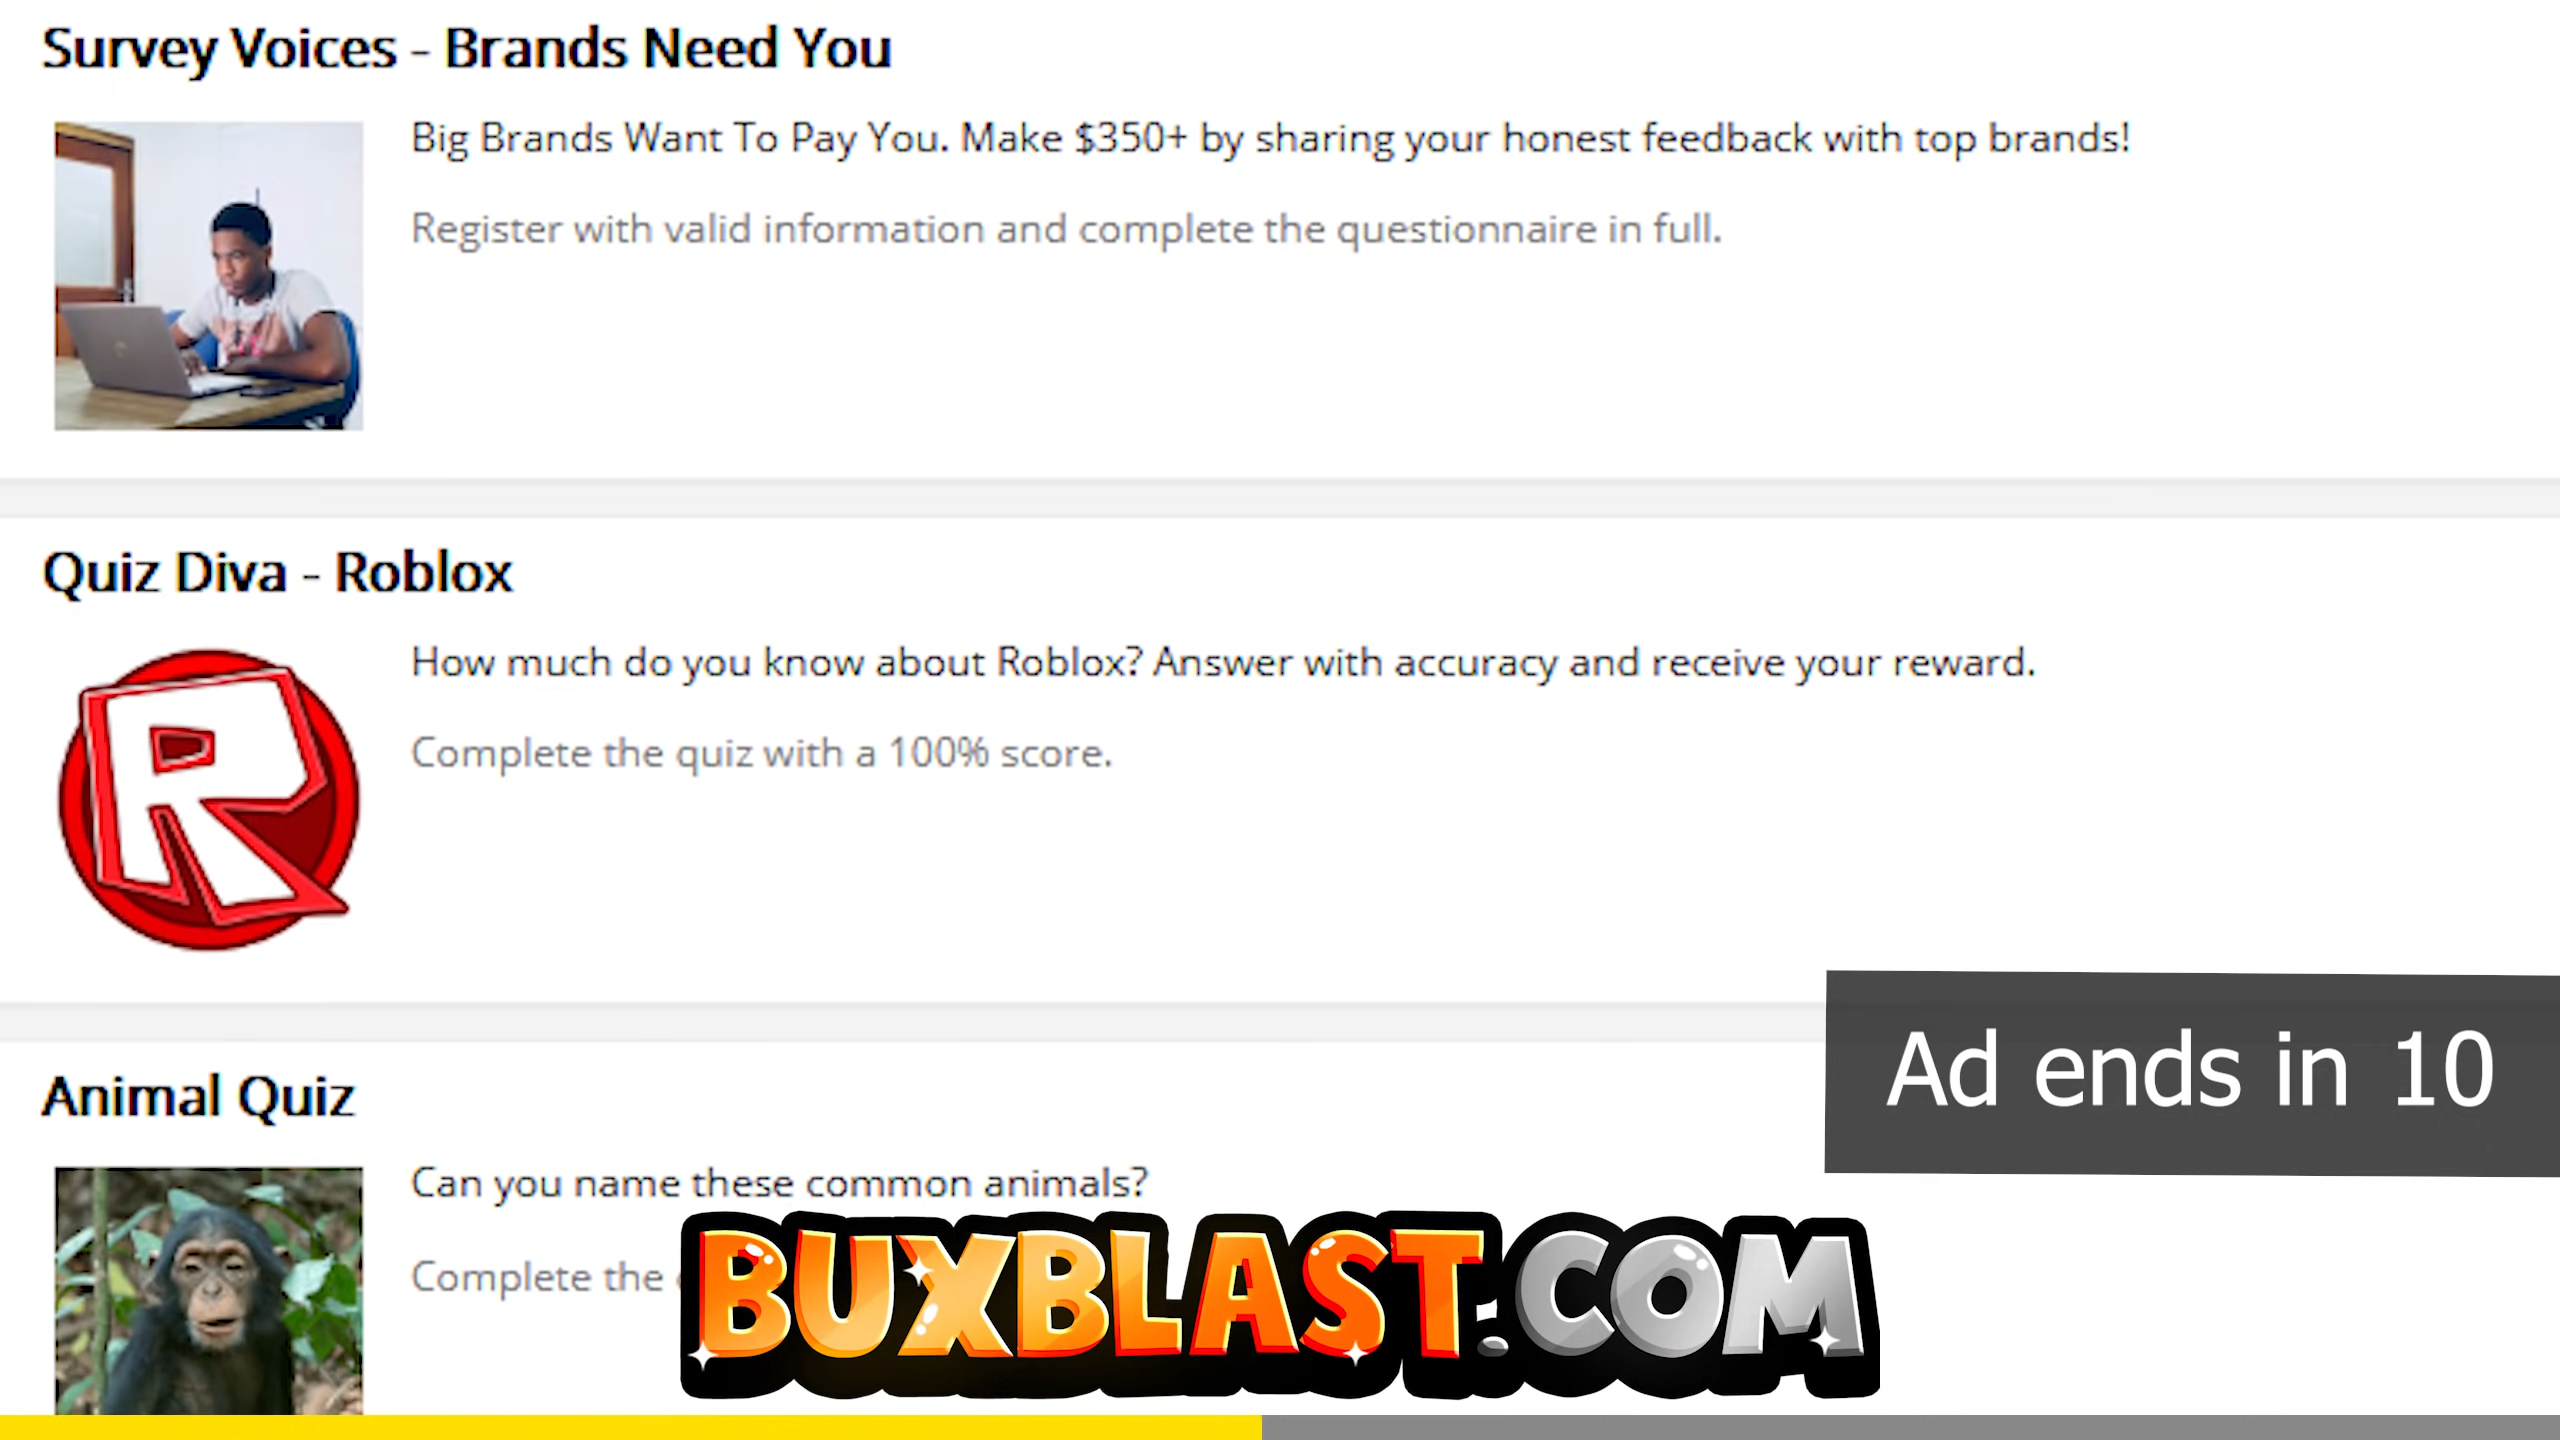 Survey Voices - Brands Need You
Big Brands Want To Pay You. Make $350+ by sharing your honest feedback with top brands!
Register with valid information and complete the questionnaire in full.
Quiz Diva - Roblox
R
How much do you know about Roblox? Answer with accuracy and receive your reward.
Complete the quiz with a 100% score.
Ad ends in 10
Animal Quiz
Can you name these common animals?
Complete the
BUXBLAST.COM